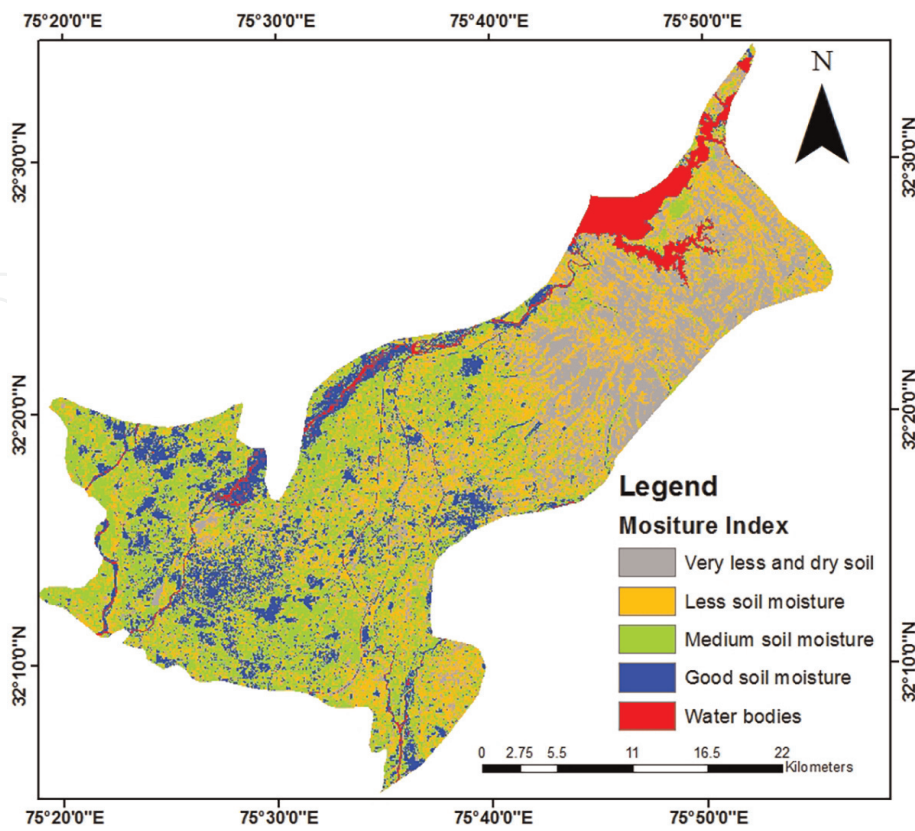 75°20'0"E 75°30'0"E 75°40'0"E 75°50'0"E
N
32°30'0"N 32°30'0"N
32°20'0"N 32°20'0"N
32°10'0"N 32°10'0"N
Legend
Mositure Index
Very less and dry soil
Less soil moisture
Medium soil moisture
Good soil moisture
Water bodies
0 2.75 5.5 11 16.5 22
Kilometers
75°20'0"E 75°30'0"E 75°40'0"E 75°50'0"E